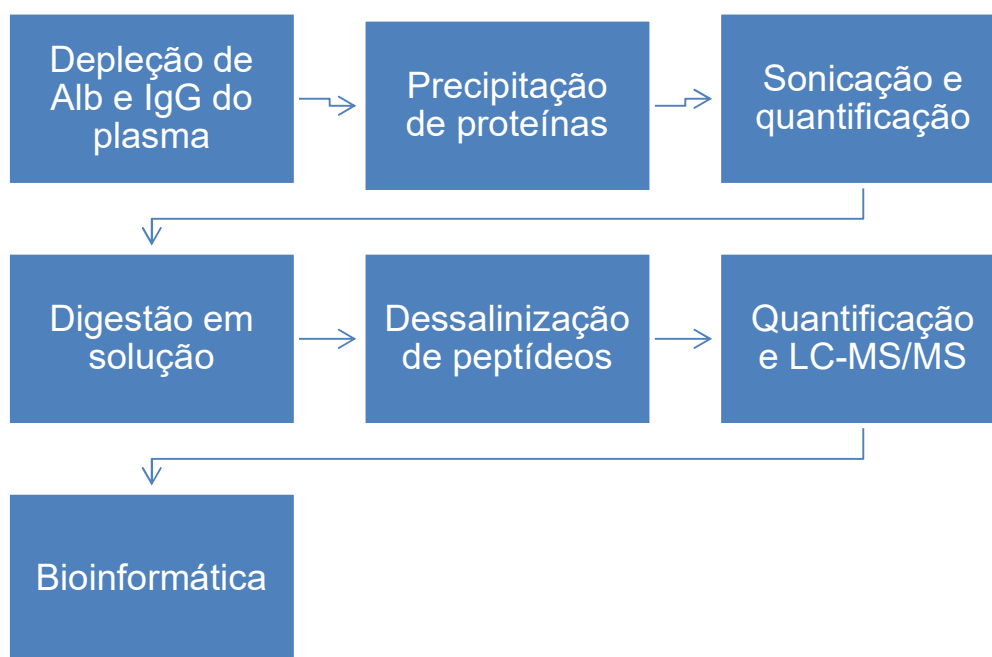 Depleção de
Alb e IgG do
plasma
Precipitação
de proteínas
Sonicação e
quantificação
Digestão em
solução
Dessalinização
de peptídeos
Quantificação
e LC-MS/MS
Bioinformática